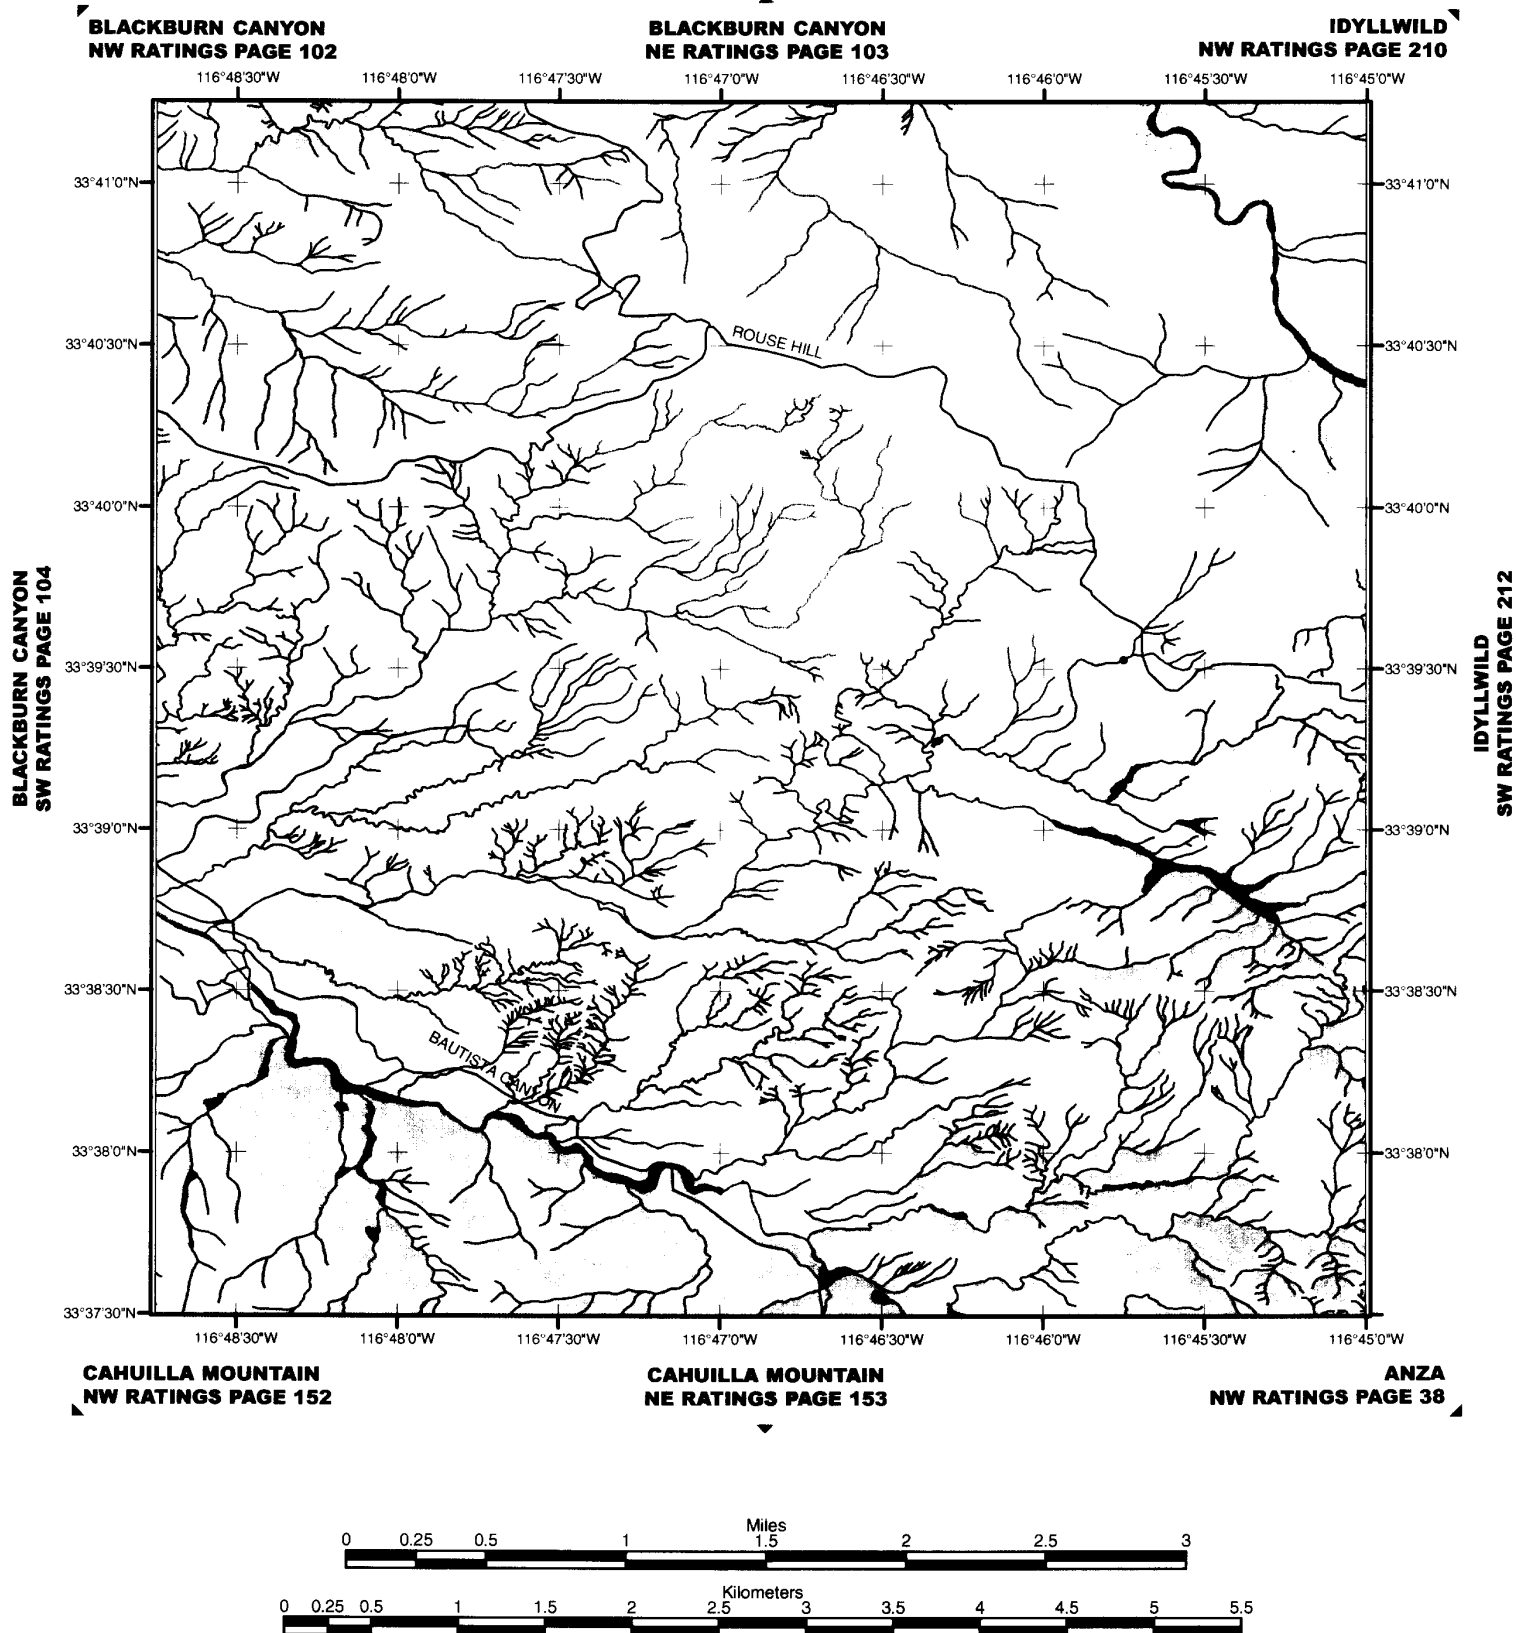 BLACKBURN CANYON
NW RATINGS PAGE 102
BLACKBURN CANYON
NE RATINGS PAGE 103
IDYLLWILD
NW RATINGS PAGE 210
116°48'30"W
116°48'0"W
116°47'30"W
116°47'0"W
116°46'30"W
116°46'0"W
116°45'30"W
116°45'0"W
33°41'0"N
33°41'0"N
33°40'30"N
ROUSE HILL
33°40'30"N
33°40'0"N
33°40'0"N
BLACKBURN CANYON
SW RATINGS PAGE 104
33°39'30"N
33°39'30"N
IDYLLWILD
SW RATINGS PAGE 212
33°39'0"N
33°39'0"N
33°38'30"N
33°38'30"N
BAUTISTA CANYON
33°38'0"N
33°38'0"N
33°37'30"N
116°48'30"W
116°48'0"W
116°47'30"W
116°47'0"W
116°46'30"W
116°46'0"W
116°45'30"W
116°45'0"W
CAHUILLA MOUNTAIN
NW RATINGS PAGE 152
CAHUILLA MOUNTAIN
NE RATINGS PAGE 153
ANZA
NW RATINGS PAGE 38
Miles
0 0.25 0.5 1 1.5 2 2.5 3
Kilometers
0 0.25 0.5 1 1.5 2 2.5 3 3.5 4 4.5 5 5.5